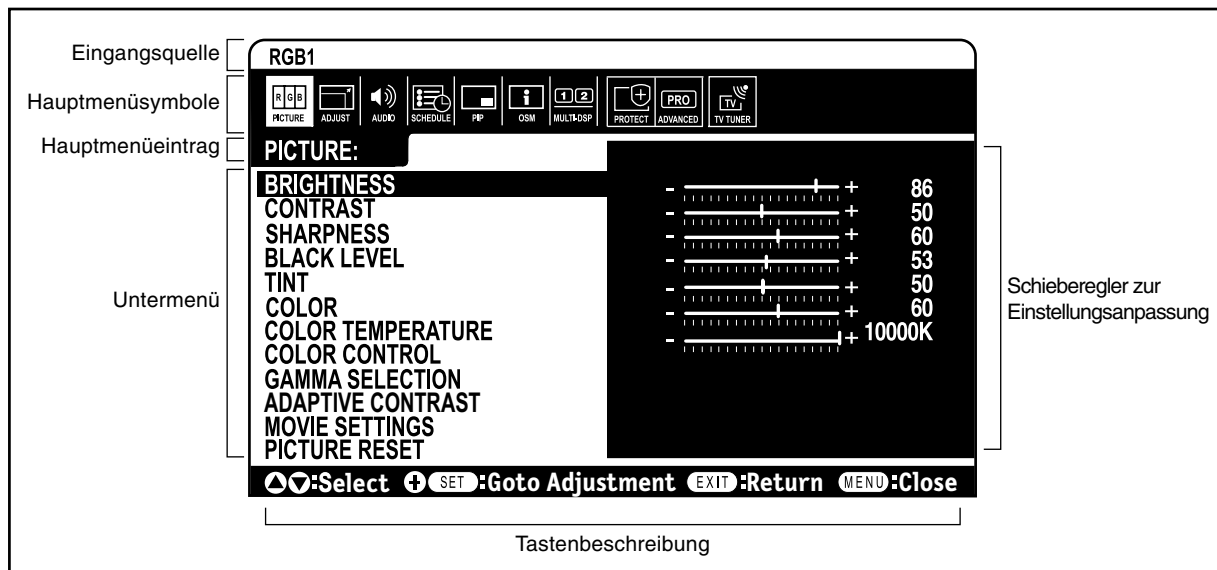 Eingangsquelle
RGB1
Hauptmenüsymbole
R G B
PICTURE ADJUST AUDIO SCHEDULE PIP OSM 1 2 MULTI-DSP PROTECT PRO ADVANCED TV TV TUNER
Hauptmenüeintrag
PICTURE:
Untermenü
BRIGHTNESS - + 86
CONTRAST - + 50
SHARPNESS - + 60
BLACK LEVEL - + 53
TINT - + 50
COLOR - + 60
COLOR TEMPERATURE - + 10000K
COLOR CONTROL
GAMMA SELECTION
ADAPTIVE CONTRAST
MOVIE SETTINGS
PICTURE RESET
Schieberegler zur
Einstellungsanpassung
:Select + SET :Goto Adjustment EXIT :Return MENU :Close
Tastenbeschreibung